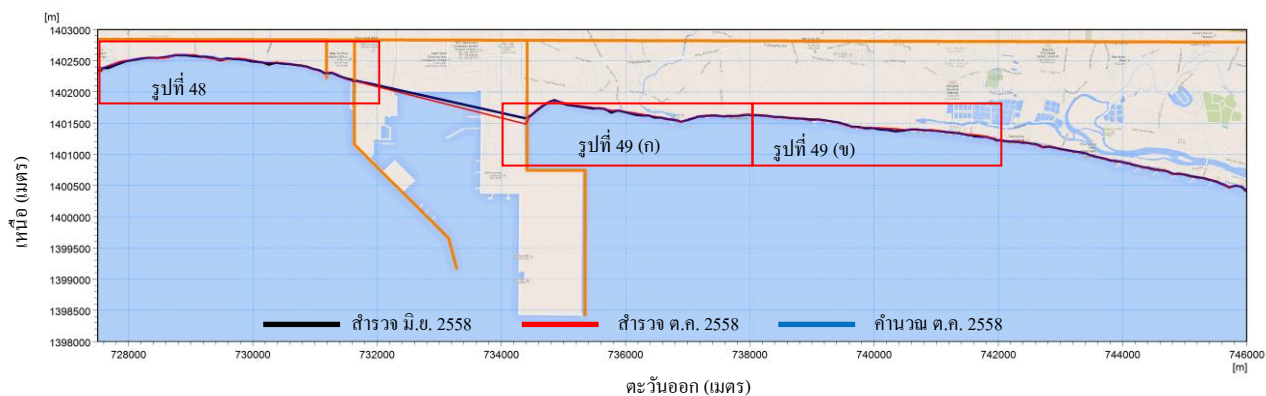 [m]
1403000
1402500
1402000
1401500
1401000
1400500
1400000
1399500
1399000
1398500
1398000
เหนือ (เมตร)
รูปที่ 48
รูปที่ 49 (ก)
รูปที่ 49 (ข)
สำรวจ มิ.ย. 2558
สำรวจ ต.ค. 2558
คำนวณ ต.ค. 2558
728000 730000 732000 734000 736000 738000 740000 742000 744000 746000
[m]
ตะวันออก (เมตร)